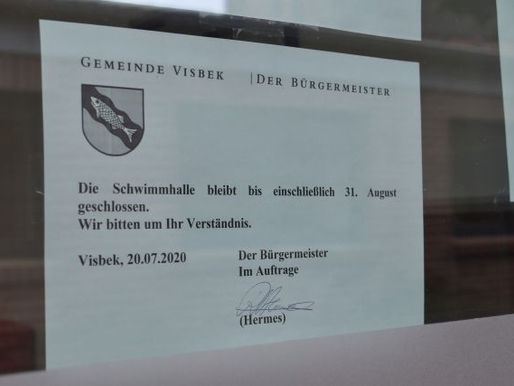 GEMEINDE VISBEK | DER BÜRGERMEISTER
Die Schwimmhalle bleibt bis einschließlich 31. August
geschlossen.
Wir bitten um Ihr Verständnis.
Visbek, 20.07.2020 Der Bürgermeister
Im Auftrage
(Hermes)